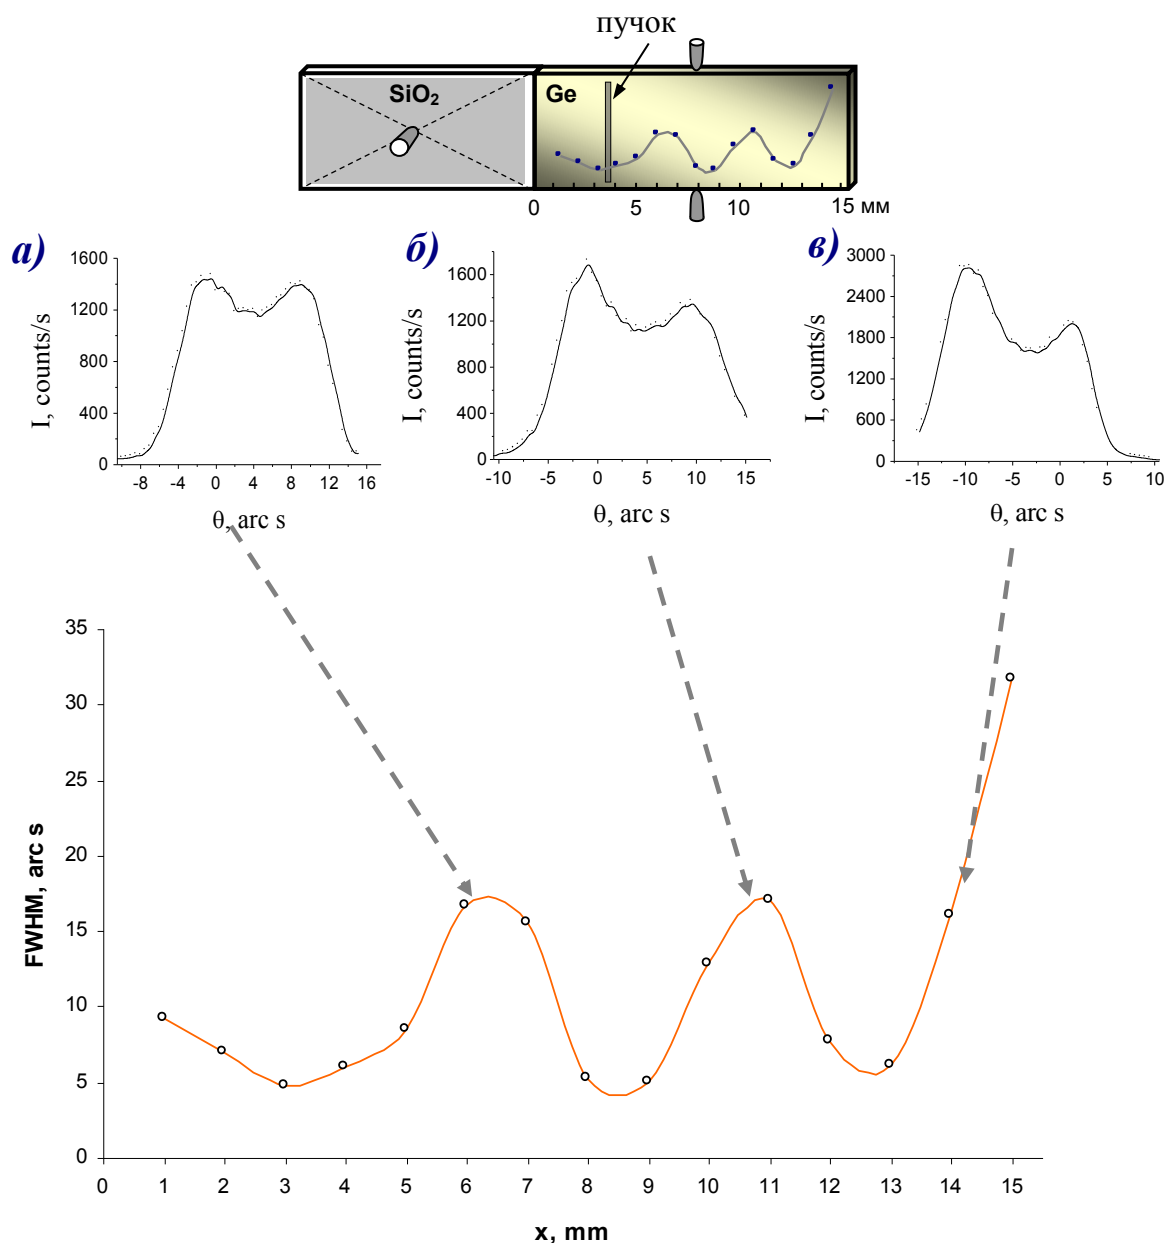 пучок
SiO₂
Ge
0 5 10 15 мм
а)
1600
1200
800
400
0
I, counts/s
-8 -4 0 4 8 12 16
θ, arc s
б)
1600
1200
800
400
0
I, counts/s
-10 -5 0 5 10 15
θ, arc s
в)
3000
2400
1800
1200
600
0
I, counts/s
-15 -10 -5 0 5 10
θ, arc s
35
30
25
20
15
10
5
0
FWHM, arc s
0 1 2 3 4 5 6 7 8 9 10 11 12 13 14 15
x, mm